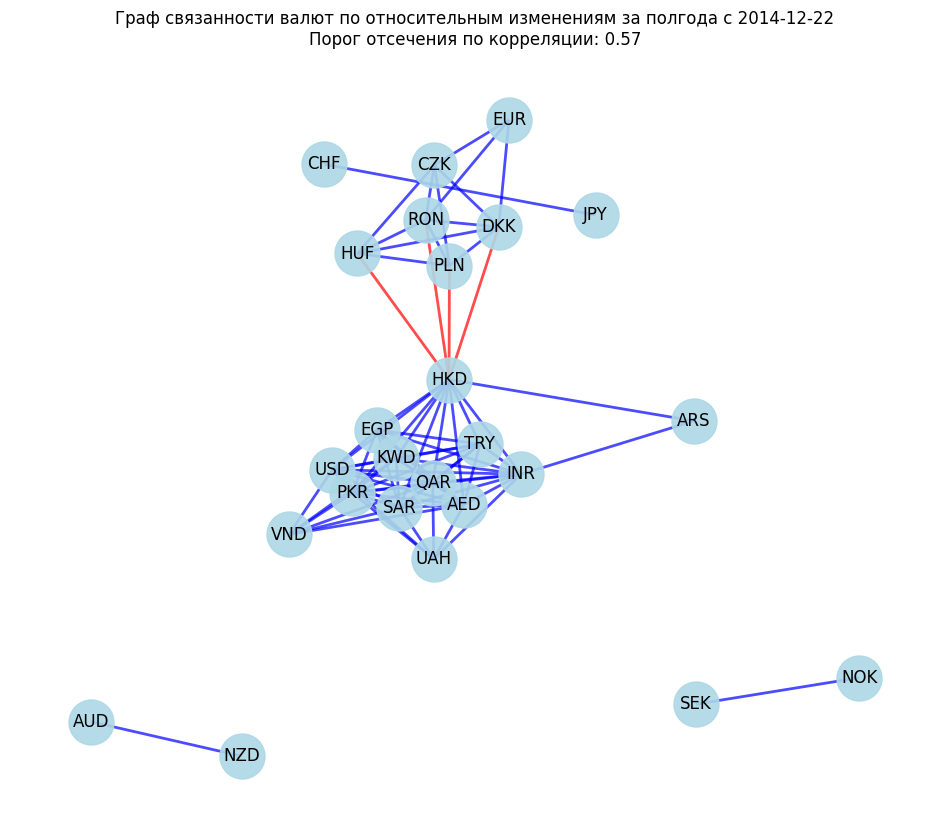 Граф связанности валют по относительным изменениям за полгода с 2014-12-22
Порог отсечения по корреляции: 0.57
EUR
CHF
CZK
JPY
RON
DKK
HUF
PLN
HKD
ARS
EGP
TRY
KWD
USD
INR
QAR
PKR
SAR
AED
VND
UAH
NOK
SEK
AUD
NZD